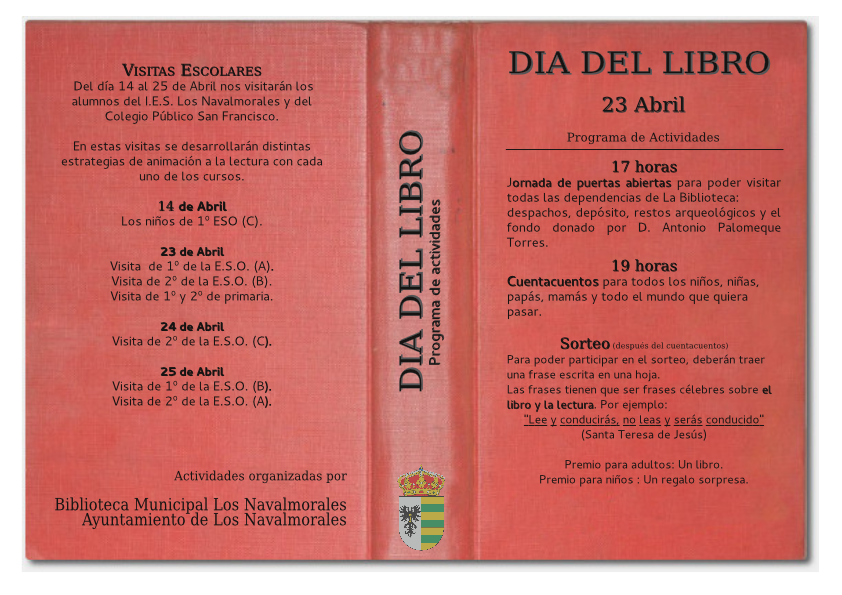 VISITAS ESCOLARES
Del día 14 al 25 de Abril nos visitarán los
alumnos del I.E.S. Los Navalmorales y del
Colegio Público San Francisco.
En estas visitas se desarrollarán distintas
estrategias de animación a la lectura con cada
uno de los cursos.
14 de Abril
Los niños de 1º ESO (C).
23 de Abril
Visita de 1º de la E.S.O. (A).
Visita de 2º de la E.S.O. (B).
Visita de 1º y 2º de primaria.
24 de Abril
Visita de 2º de la E.S.O. (C).
25 de Abril
Visita de 1º de la E.S.O. (B).
Visita de 2º de la E.S.O. (A).
Actividades organizadas por
Biblioteca Municipal Los Navalmorales
Ayuntamiento de Los Navalmorales
DIA DEL LIBRO
Programa de actividades
DIA DEL LIBRO
23 Abril
Programa de Actividades
17 horas
Jornada de puertas abiertas para poder visitar
todas las dependencias de La Biblioteca:
despachos, depósito, restos arqueológicos y el
fondo donado por D. Antonio Palomeque
Torres.
19 horas
Cuentacuentos para todos los niños, niñas,
papás, mamás y todo el mundo que quiera
pasar.
Sorteo (después del cuentacuentos)
Para poder participar en el sorteo, deberán traer
una frase escrita en una hoja.
Las frases tienen que ser frases célebres sobre el
libro y la lectura. Por ejemplo:
"Lee y conducirás, no leas y serás conducido"
(Santa Teresa de Jesús)
Premio para adultos: Un libro.
Premio para niños : Un regalo sorpresa.